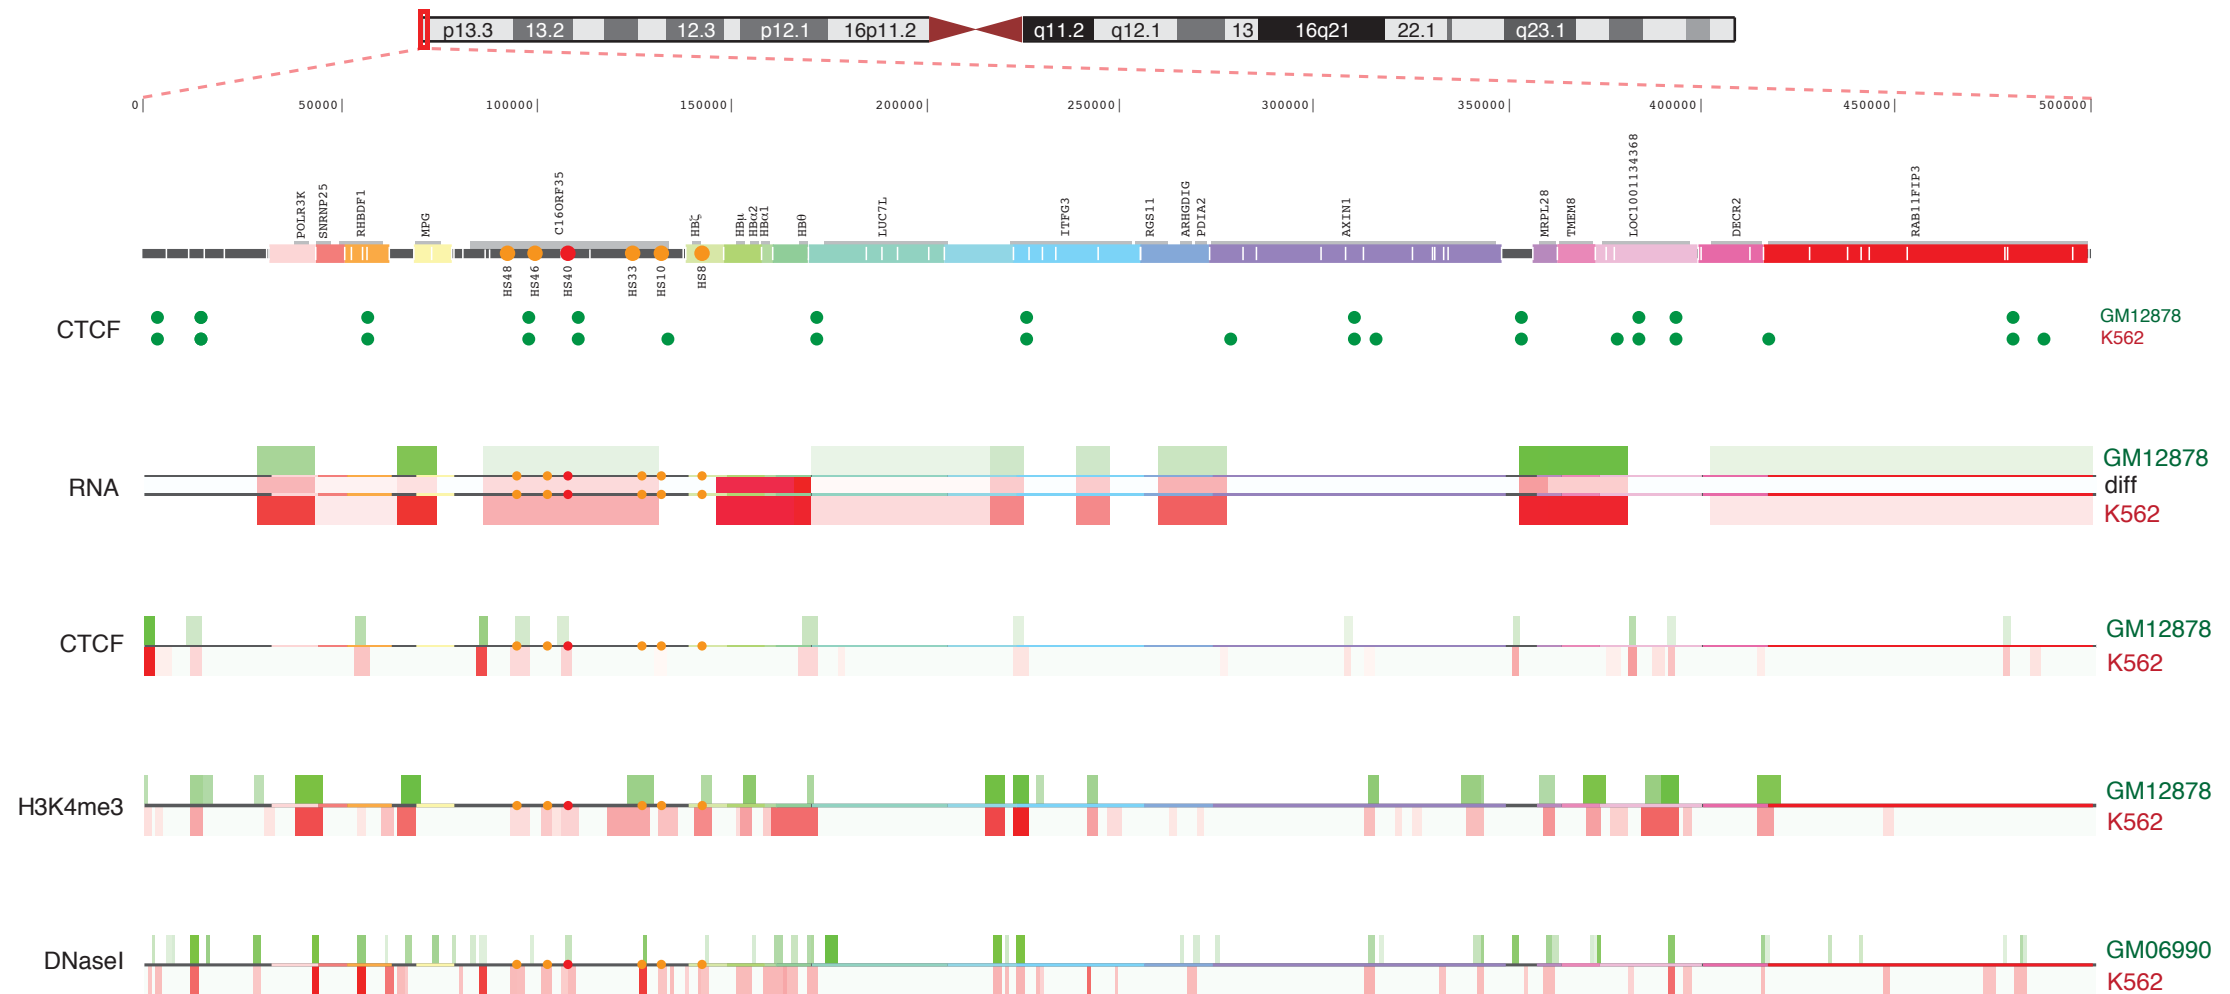 p13.3 13.2 12.3 p12.1 16p11.2 q11.2 q12.1 13 16q21 22.1 q23.1
0 50000 100000 150000 200000 250000 300000 350000 400000 450000 500000
POLR3K SNRNP25 RHBDF1 MPG C16ORF35 HBζ HBμ HBα2 HBα1 HBθ LUC7L ITFG3 RGS11 ARHGDIG PDIA2 AXIN1 MRPL28 TMEM8 LOC100134368 DECR2 RAB11FIP3
HS48 HS46 HS40 HS33 HS10 HS8
CTCF
GM12878
K562
RNA
GM12878
diff
K562
CTCF
GM12878
K562
H3K4me3
GM12878
K562
DNaseI
GM06990
K562